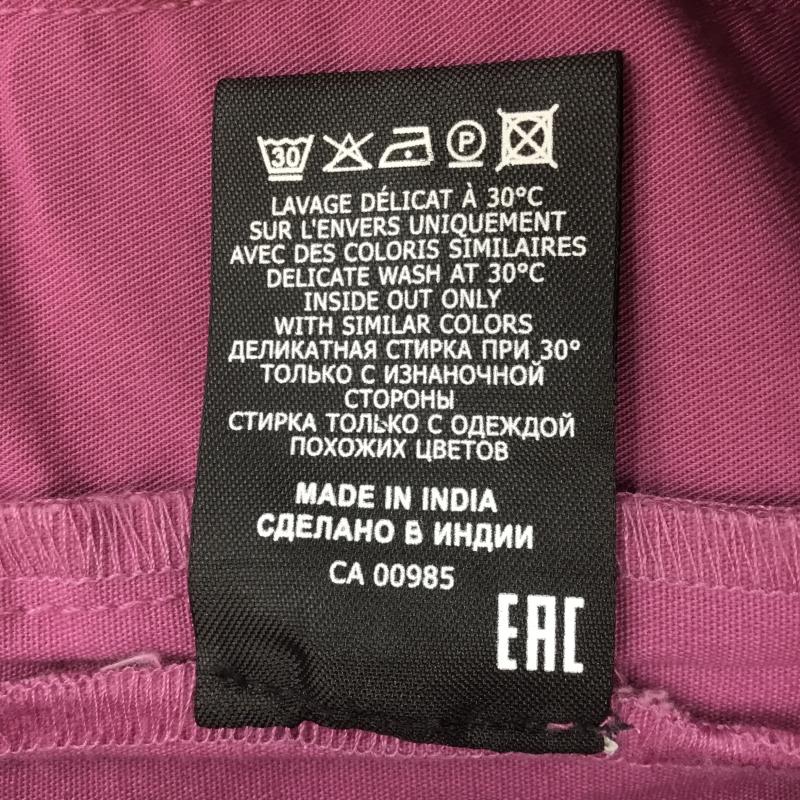 30 P
LAVAGE DÉLICAT À 30°C
SUR L'ENVERS UNIQUEMENT
AVEC DES COLORIS SIMILAIRES
DELICATE WASH AT 30°C
INSIDE OUT ONLY
WITH SIMILAR COLORS
ДЕЛИКАТНАЯ СТИРКА ПРИ 30°
ТОЛЬКО С ИЗНАНОЧНОЙ
СТОРОНЫ
СТИРКА ТОЛЬКО С ОДЕЖДОЙ
ПОХОЖИХ ЦВЕТОВ
MADE IN INDIA
СДЕЛАНО В ИНДИИ
CA 00985
EAC